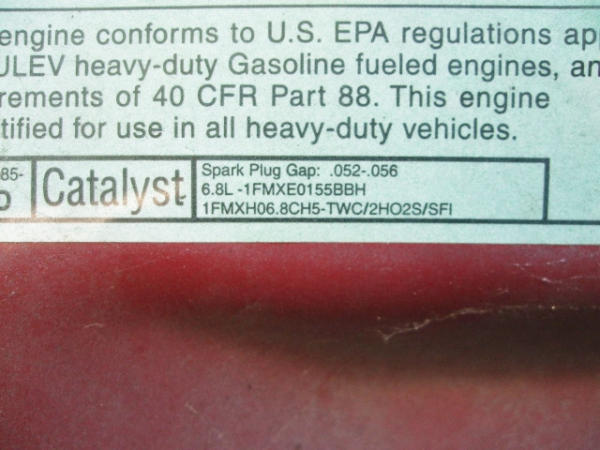 engine conforms to U.S. EPA regulations ap
ULEV heavy-duty Gasoline fueled engines, an
rements of 40 CFR Part 88. This engine
tified for use in all heavy-duty vehicles.
85-
Catalyst
Spark Plug Gap: .052-.056
6.8L -1FMXE0155BBH
1FMXH06.8CH5-TWC/2HO2S/SFI